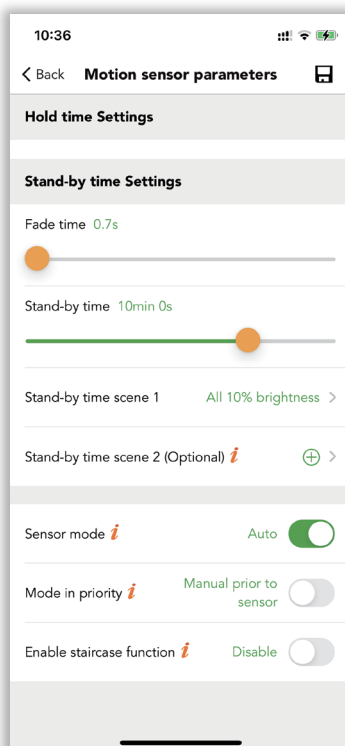 10:36
Back Motion sensor parameters
Hold time Settings
Stand-by time Settings
Fade time 0.7s
Stand-by time 10min 0s
Stand-by time scene 1 All 10% brightness
Stand-by time scene 2 (Optional) i
Sensor mode i Auto
Mode in priority i Manual prior to
sensor
Enable staircase function i Disable